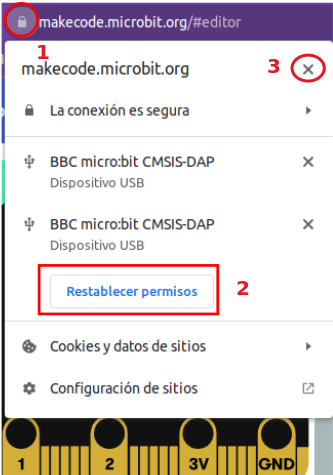 makecode.microbit.org/#editor
1
makecode.microbit.org
3
La conexión es segura
BBC micro:bit CMSIS-DAP
Dispositivo USB
BBC micro:bit CMSIS-DAP
Dispositivo USB
Restablecer permisos
2
Cookies y datos de sitios
Configuración de sitios
1 2 3V GND